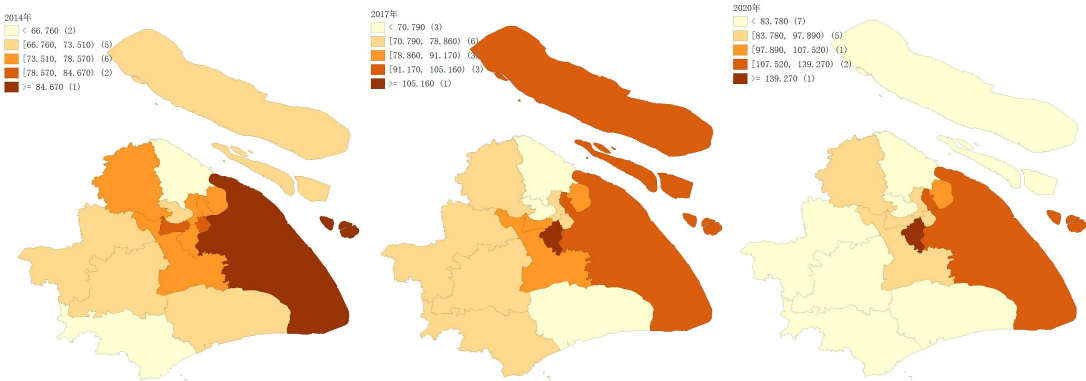 2014年
< 66.760 (2)
[66.760, 73.510) (5)
[73.510, 78.570) (6)
[78.570, 84.670) (2)
>= 84.670 (1)
2017年
< 70.790 (3)
[70.790, 78.860) (6)
[78.860, 91.170) (3)
[91.170, 105.160) (3)
>= 105.160 (1)
2020年
< 83.780 (7)
[83.780, 97.890) (5)
[97.890, 107.520) (1)
[107.520, 139.270) (2)
>= 139.270 (1)